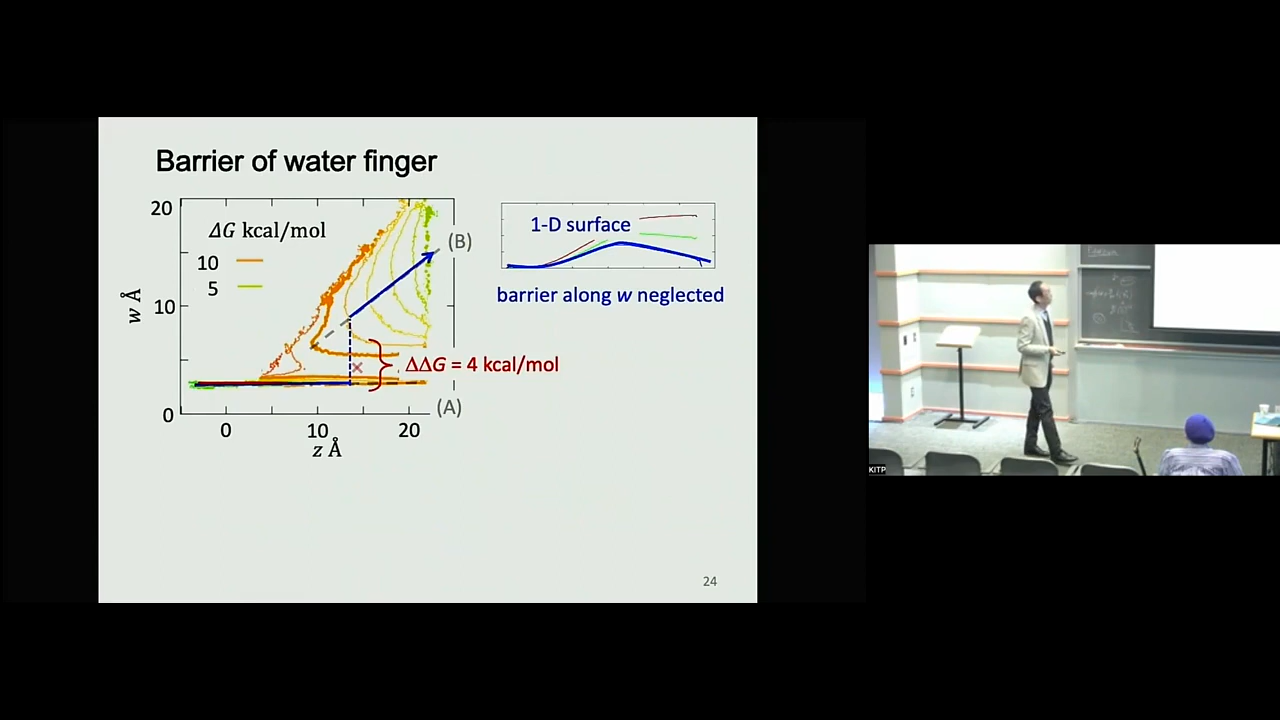 Barrier of water finger
20
ΔG kcal/mol
10
5
(B)
w Å
10
0
0
10
20
z Å
(A)
ΔΔG = 4 kcal/mol
1-D surface
barrier along w neglected
24
KITP